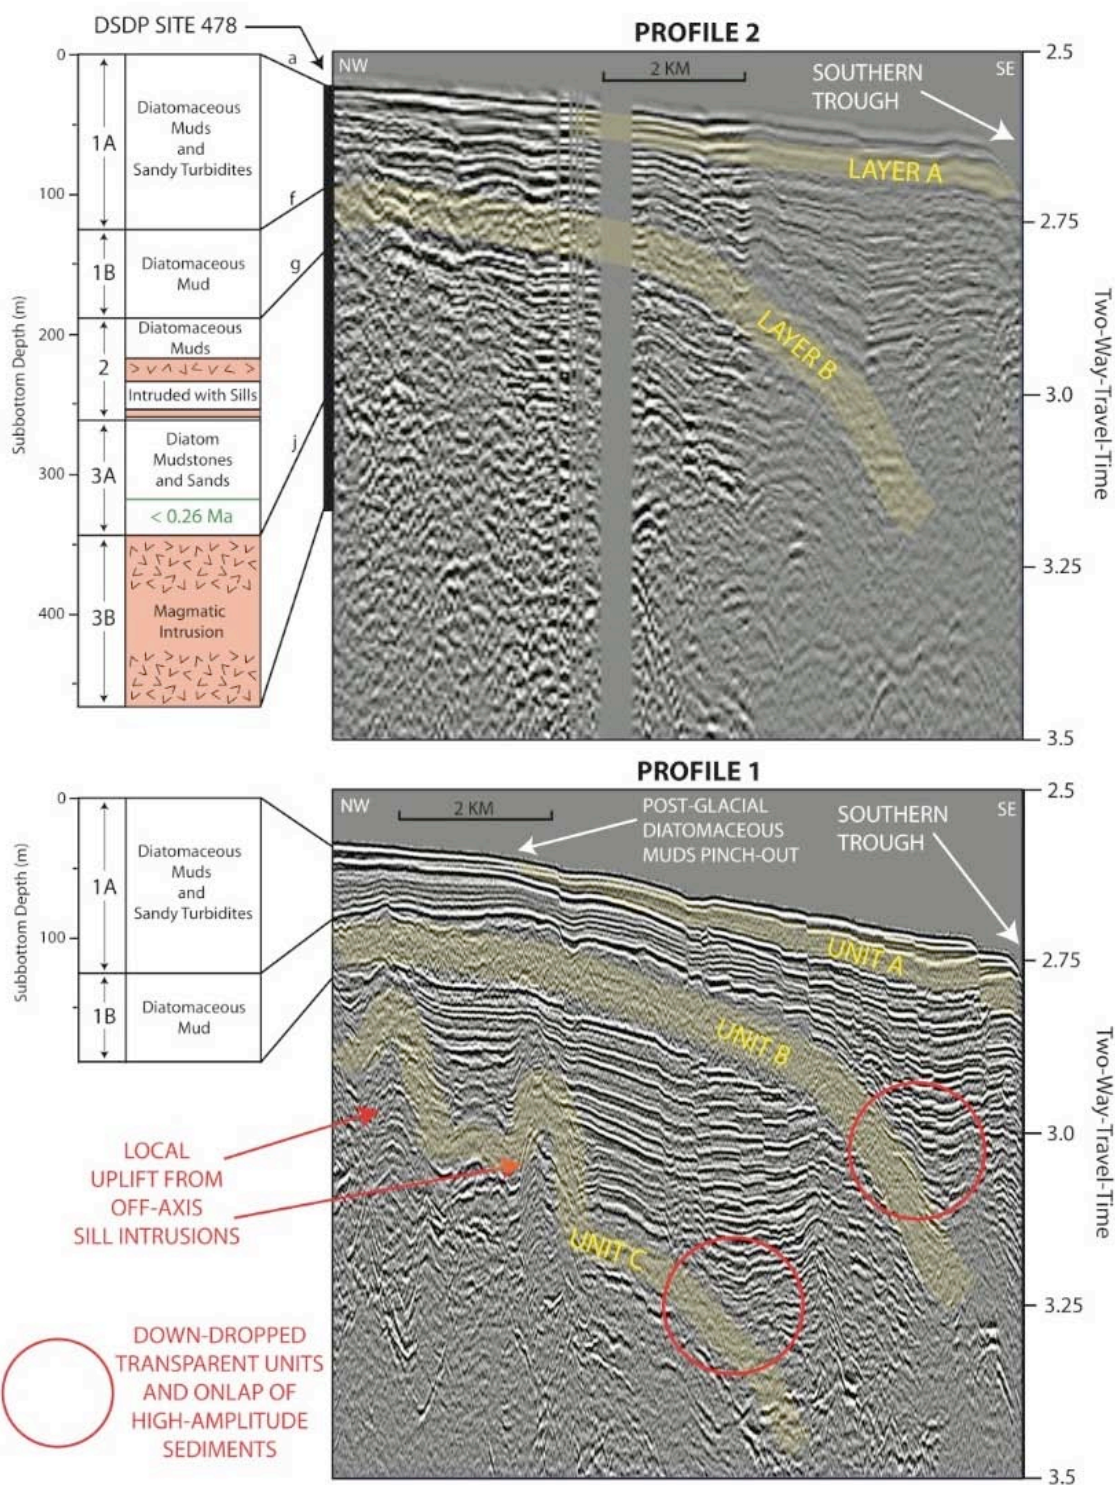 DSDP SITE 478
PROFILE 2
0
a
NW
2 KM
SOUTHERN
TROUGH
SE
2.5
1A
Diatomaceous
Muds
and
Sandy Turbidites
LAYER A
100
f
2.75
1B
Diatomaceous
Mud
g
Subbottom Depth (m)
200
2
Diatomaceous
Muds
Intruded with Sills
LAYER B
3.0
Two-Way-Travel-Time
300
3A
Diatom
Mudstones
and Sands
j
< 0.26 Ma
3.25
400
3B
Magmatic
Intrusion
3.5
PROFILE 1
0
NW
2 KM
POST-GLACIAL
DIATOMACEOUS
MUDS PINCH-OUT
SOUTHERN
TROUGH
SE
2.5
Subbottom Depth (m)
1A
Diatomaceous
Muds
and
Sandy Turbidites
100
UNIT A
2.75
1B
Diatomaceous
Mud
UNIT B
Two-Way-Travel-Time
3.0
LOCAL
UPLIFT FROM
OFF-AXIS
SILL INTRUSIONS
UNIT C
3.25
DOWN-DROPPED
TRANSPARENT UNITS
AND ONLAP OF
HIGH-AMPLITUDE
SEDIMENTS
3.5